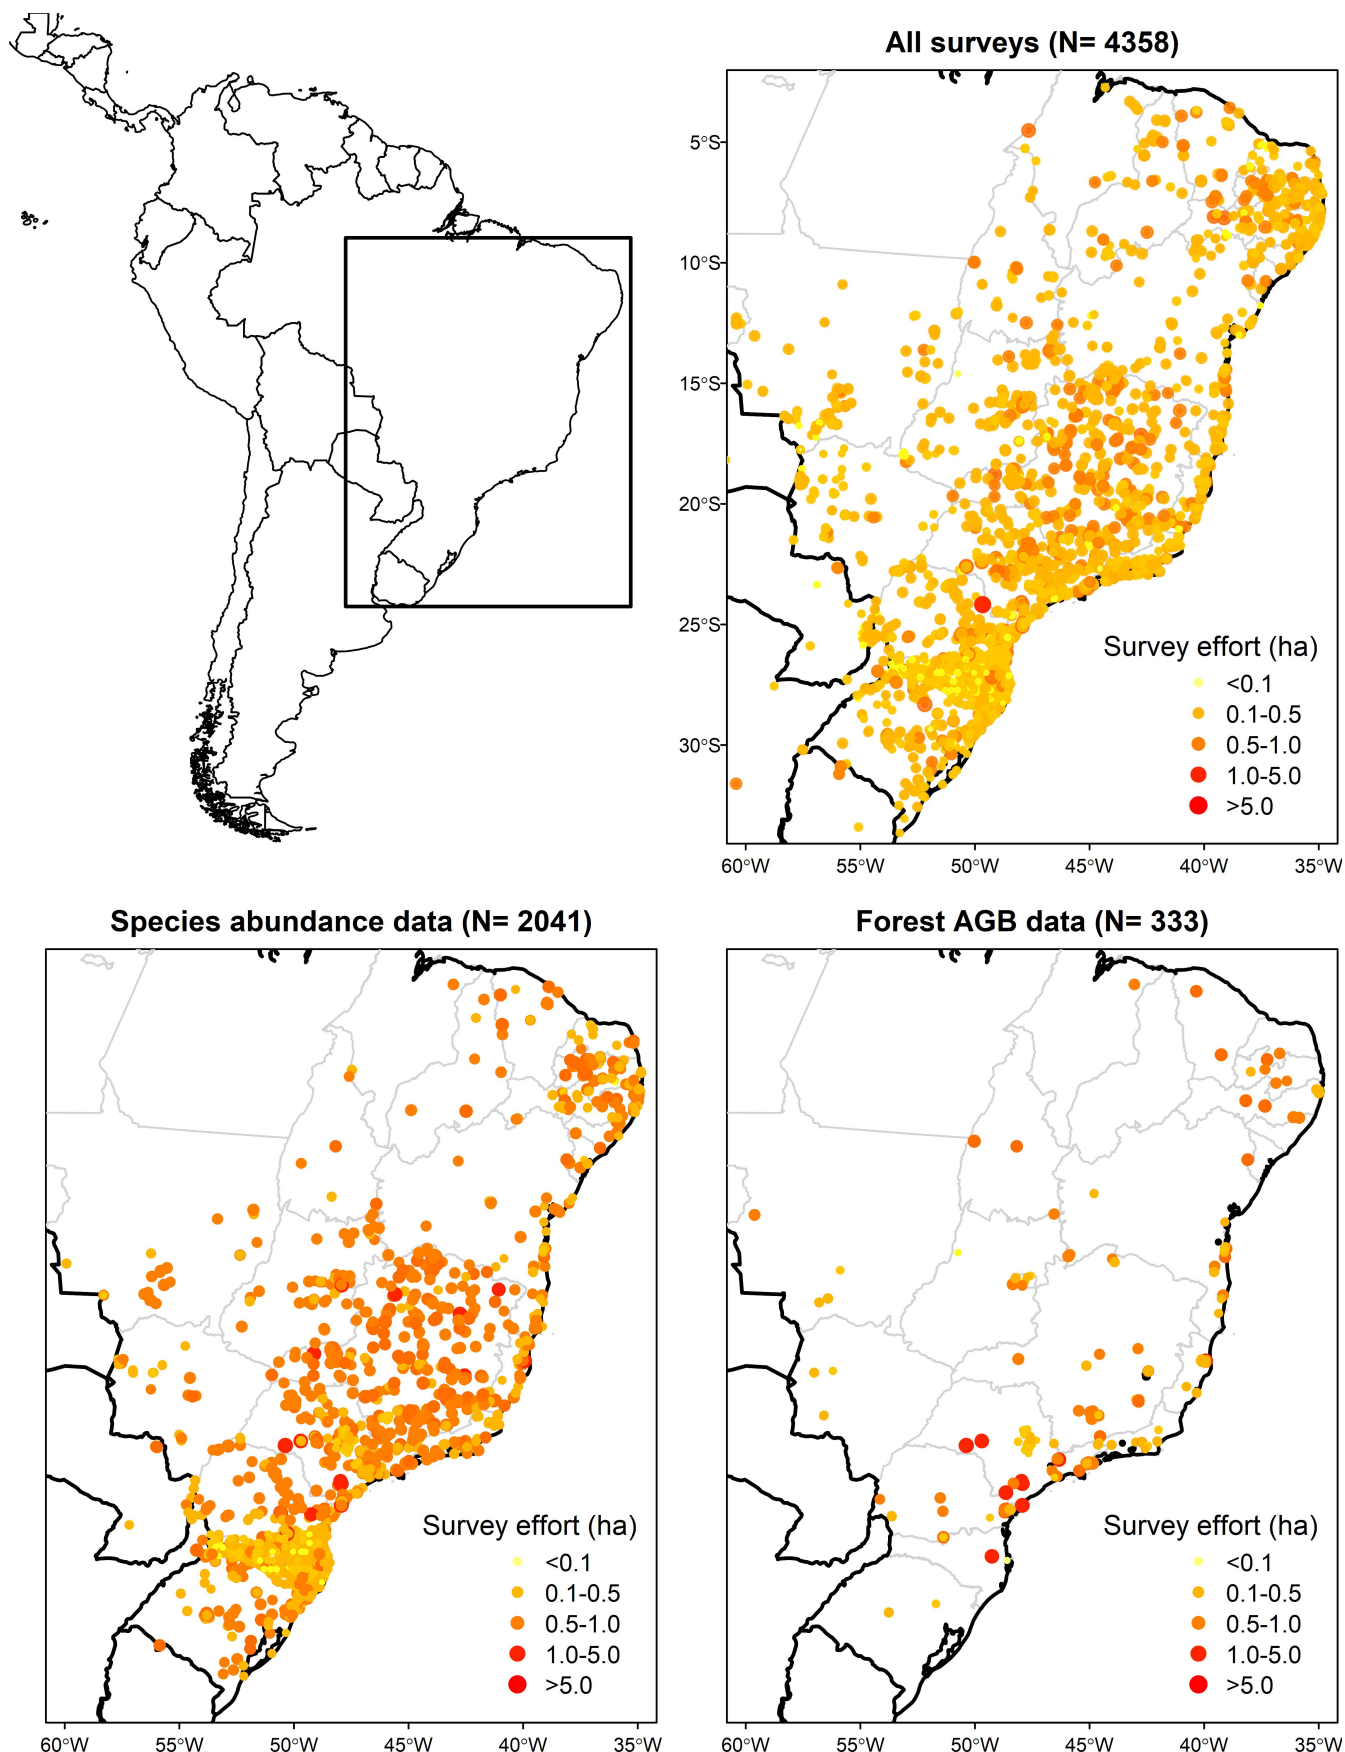 All surveys (N= 4358)
5°S
10°S
15°S
20°S
25°S
30°S
Survey effort (ha)
<0.1
0.1-0.5
0.5-1.0
1.0-5.0
>5.0
60°W 55°W 50°W 45°W 40°W 35°W
Species abundance data (N= 2041)
Survey effort (ha)
<0.1
0.1-0.5
0.5-1.0
1.0-5.0
>5.0
60°W 55°W 50°W 45°W 40°W 35°W
Forest AGB data (N= 333)
Survey effort (ha)
<0.1
0.1-0.5
0.5-1.0
1.0-5.0
>5.0
60°W 55°W 50°W 45°W 40°W 35°W